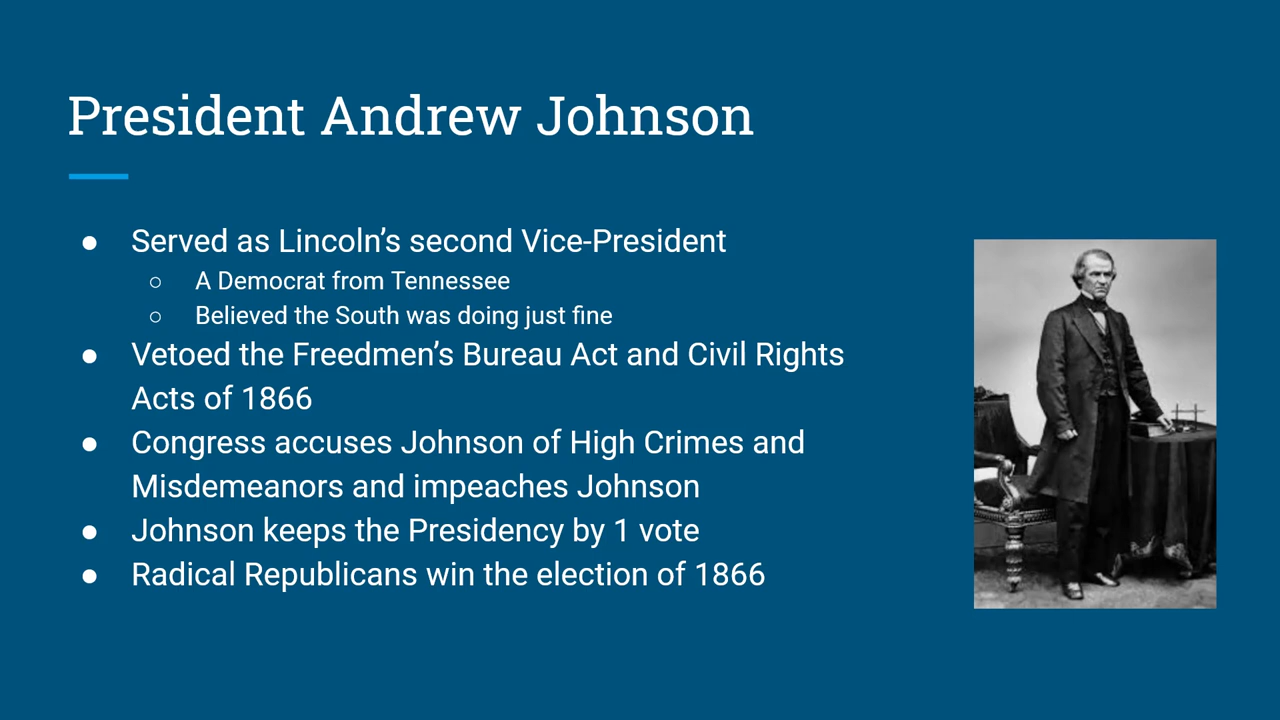 President Andrew Johnson
● Served as Lincoln’s second Vice-President
○ A Democrat from Tennessee
○ Believed the South was doing just fine
● Vetoed the Freedmen’s Bureau Act and Civil Rights
Acts of 1866
● Congress accuses Johnson of High Crimes and
Misdemeanors and impeaches Johnson
● Johnson keeps the Presidency by 1 vote
● Radical Republicans win the election of 1866